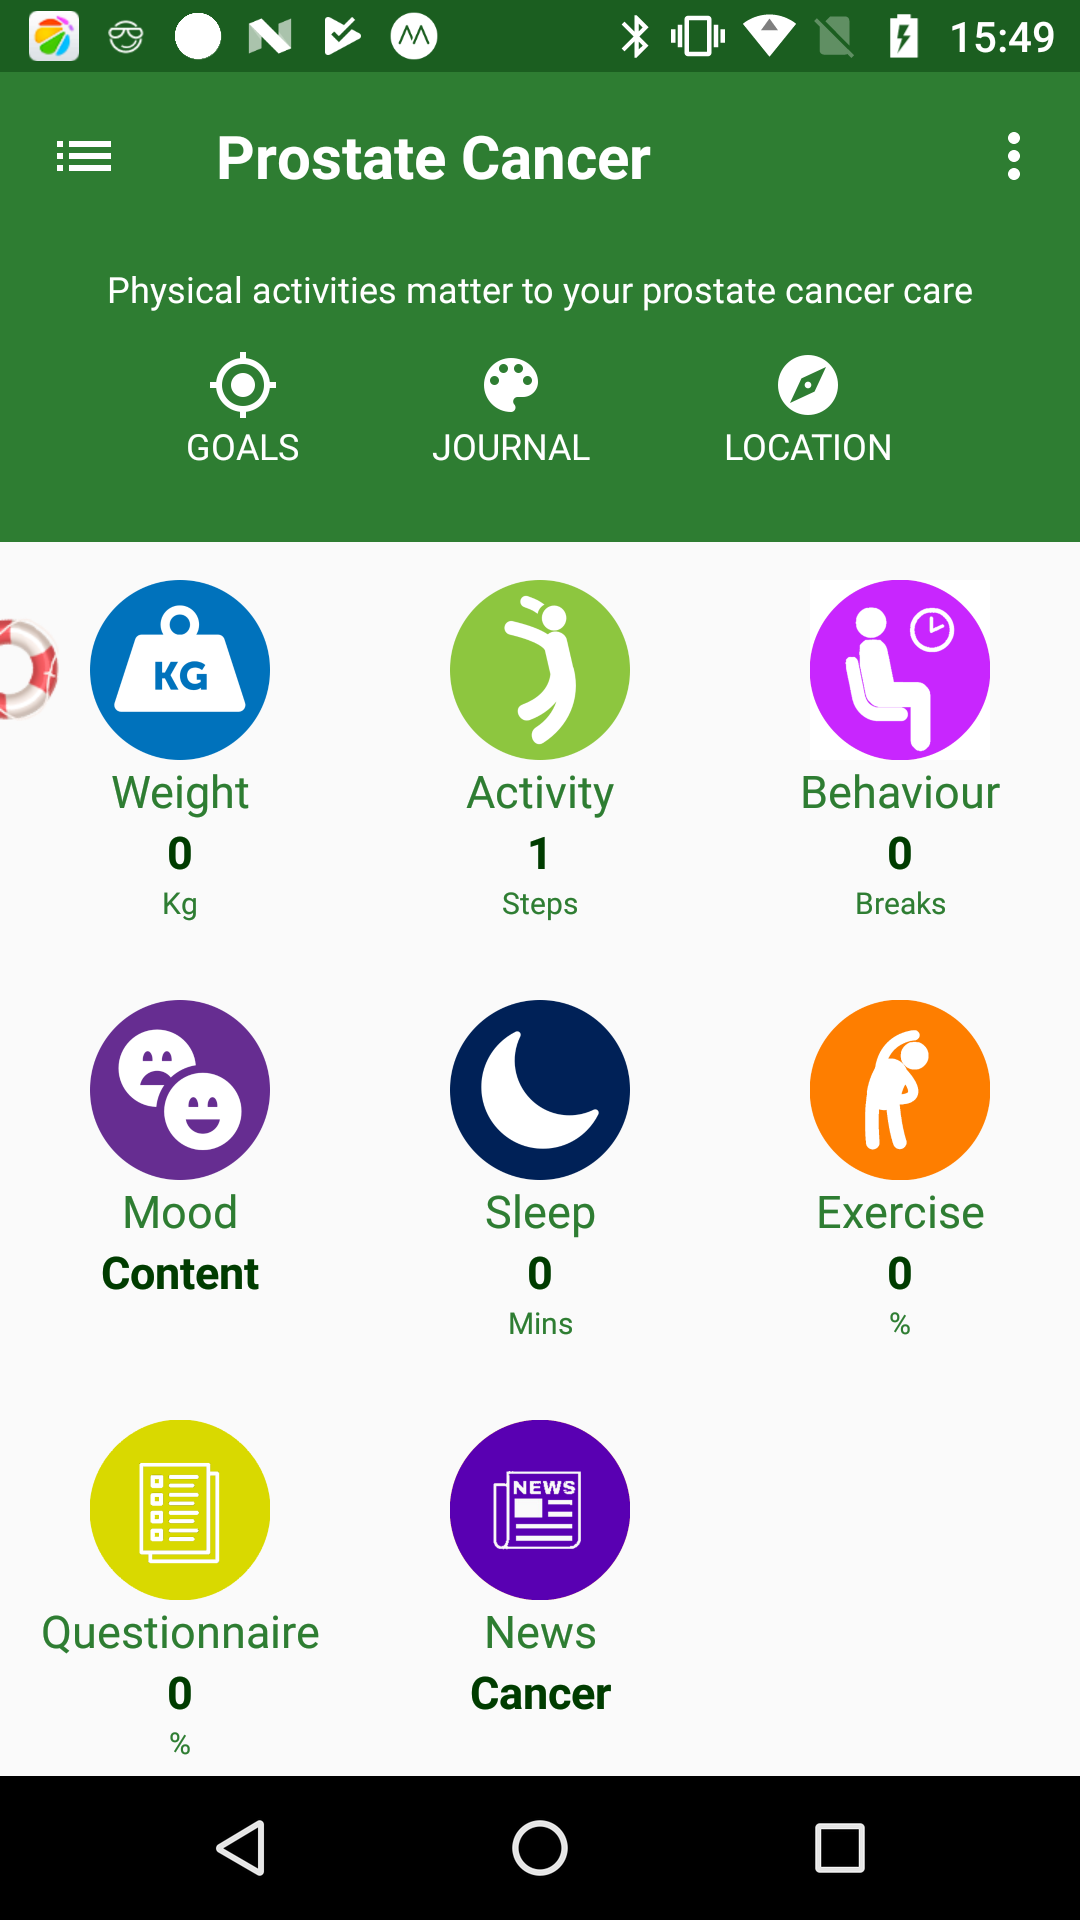 15:49
Prostate Cancer
Physical activities matter to your prostate cancer care
GOALS JOURNAL LOCATION
KG
Weight Activity Behaviour
0 1 0
Kg Steps Breaks
Mood Sleep Exercise
Content 0 0
Mins %
NEWS
Questionnaire News
0 Cancer
%